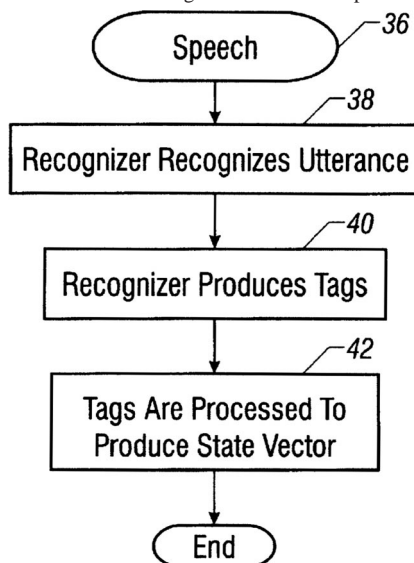 Speech
36
38
Recognizer Recognizes Utterance
40
Recognizer Produces Tags
42
Tags Are Processed To
Produce State Vector
End